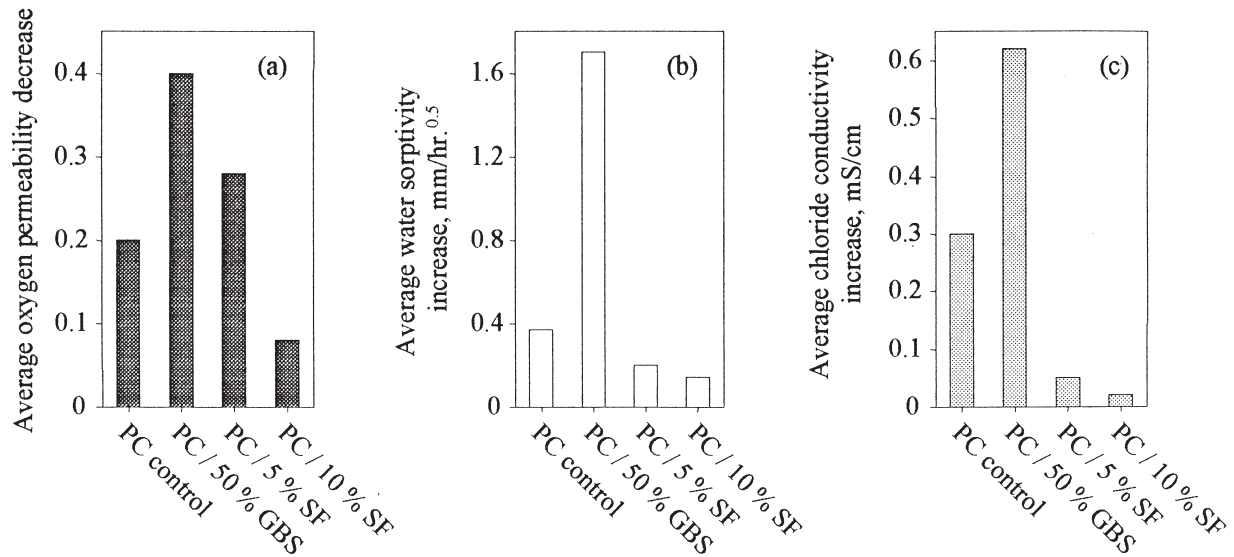 Average oxygen permeability decrease
0.4
0.3
0.2
0.1
0
(a)
PC control
PC / 50 % GBS
PC / 5 % SF
PC / 10 % SF
Average water sorptivity
increase, mm/hr.0.5
1.6
1.2
0.8
0.4
0
(b)
PC control
PC / 50 % GBS
PC / 5 % SF
PC / 10 % SF
Average chloride conductivity
increase, mS/cm
0.6
0.5
0.4
0.3
0.2
0.1
0
(c)
PC control
PC / 50 % GBS
PC / 5 % SF
PC / 10 % SF